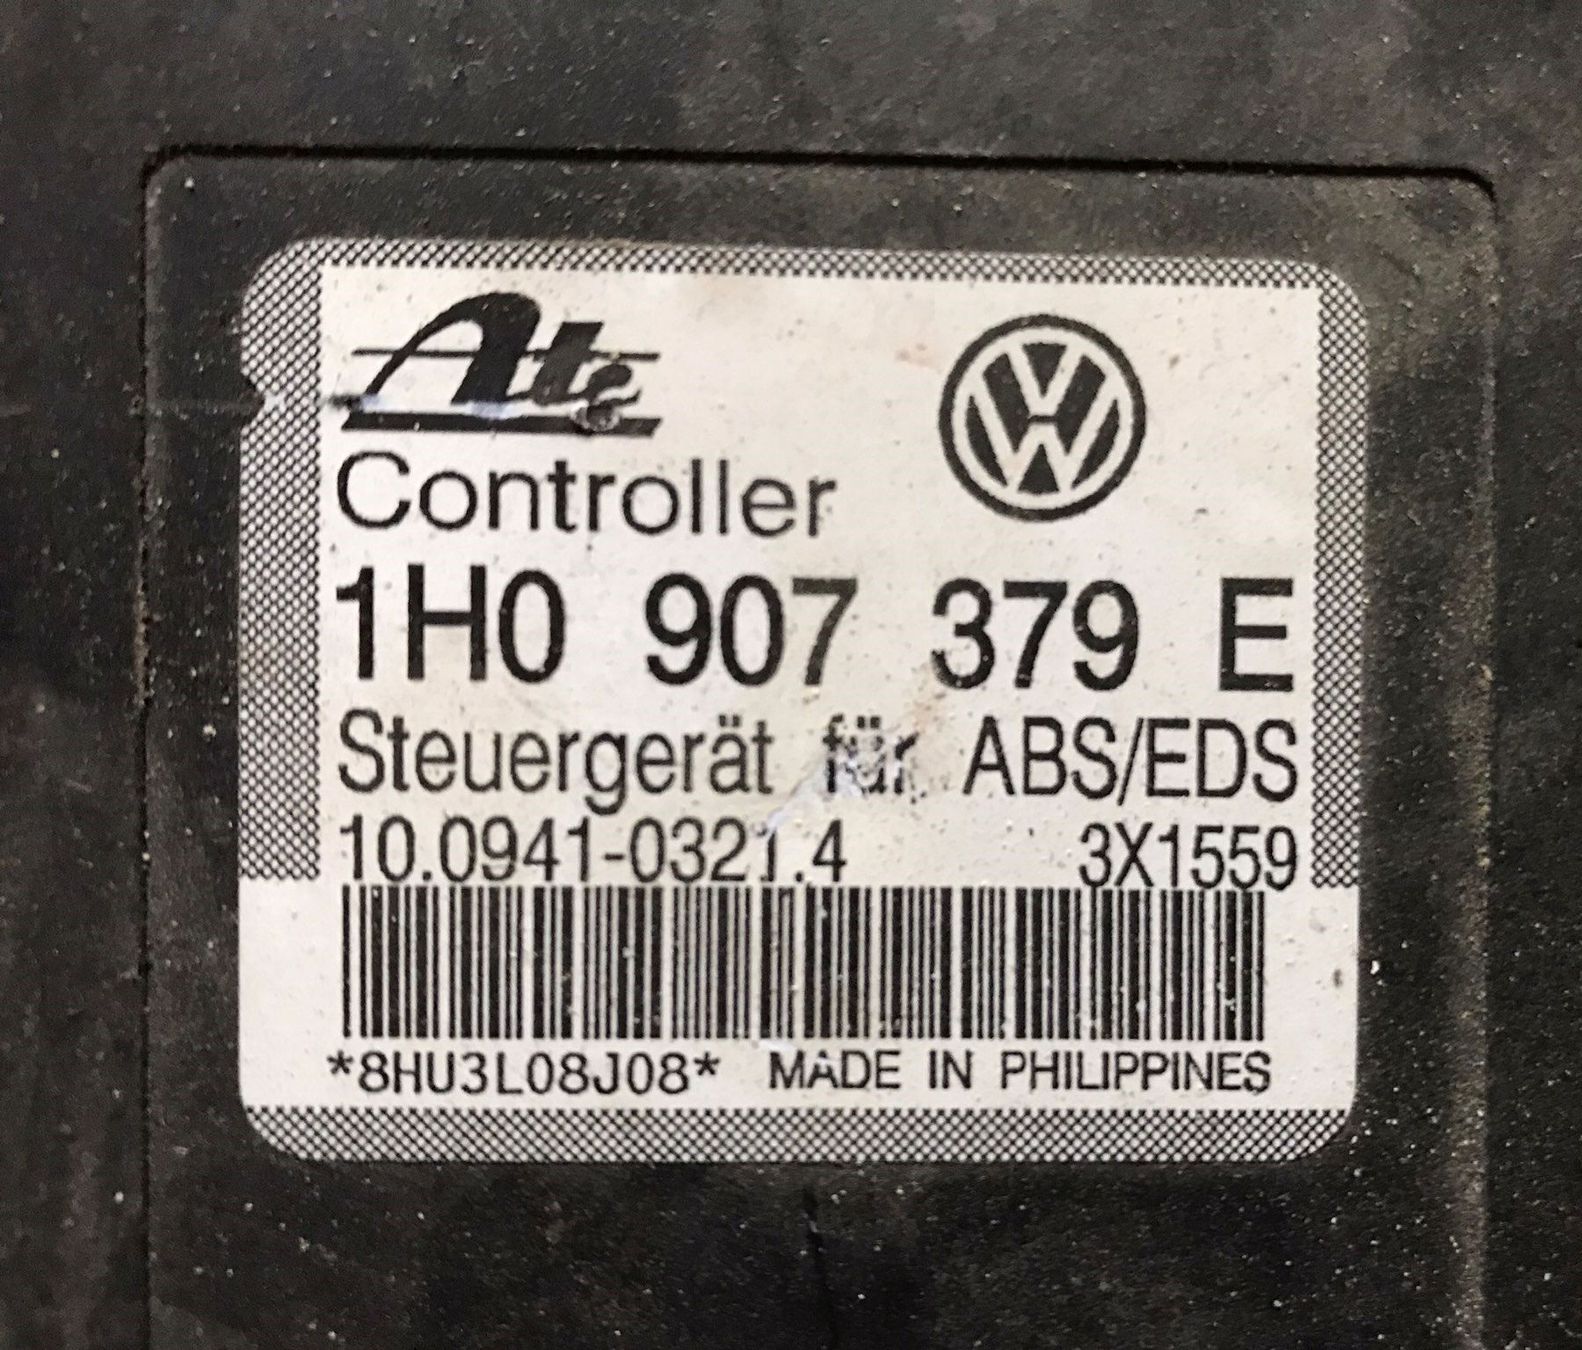 Ate
Controller
1H0 907 379 E
Steuergerät für ABS/EDS
10.0941-0321.4 3X1559
*8HU3L08J08* MADE IN PHILIPPINES